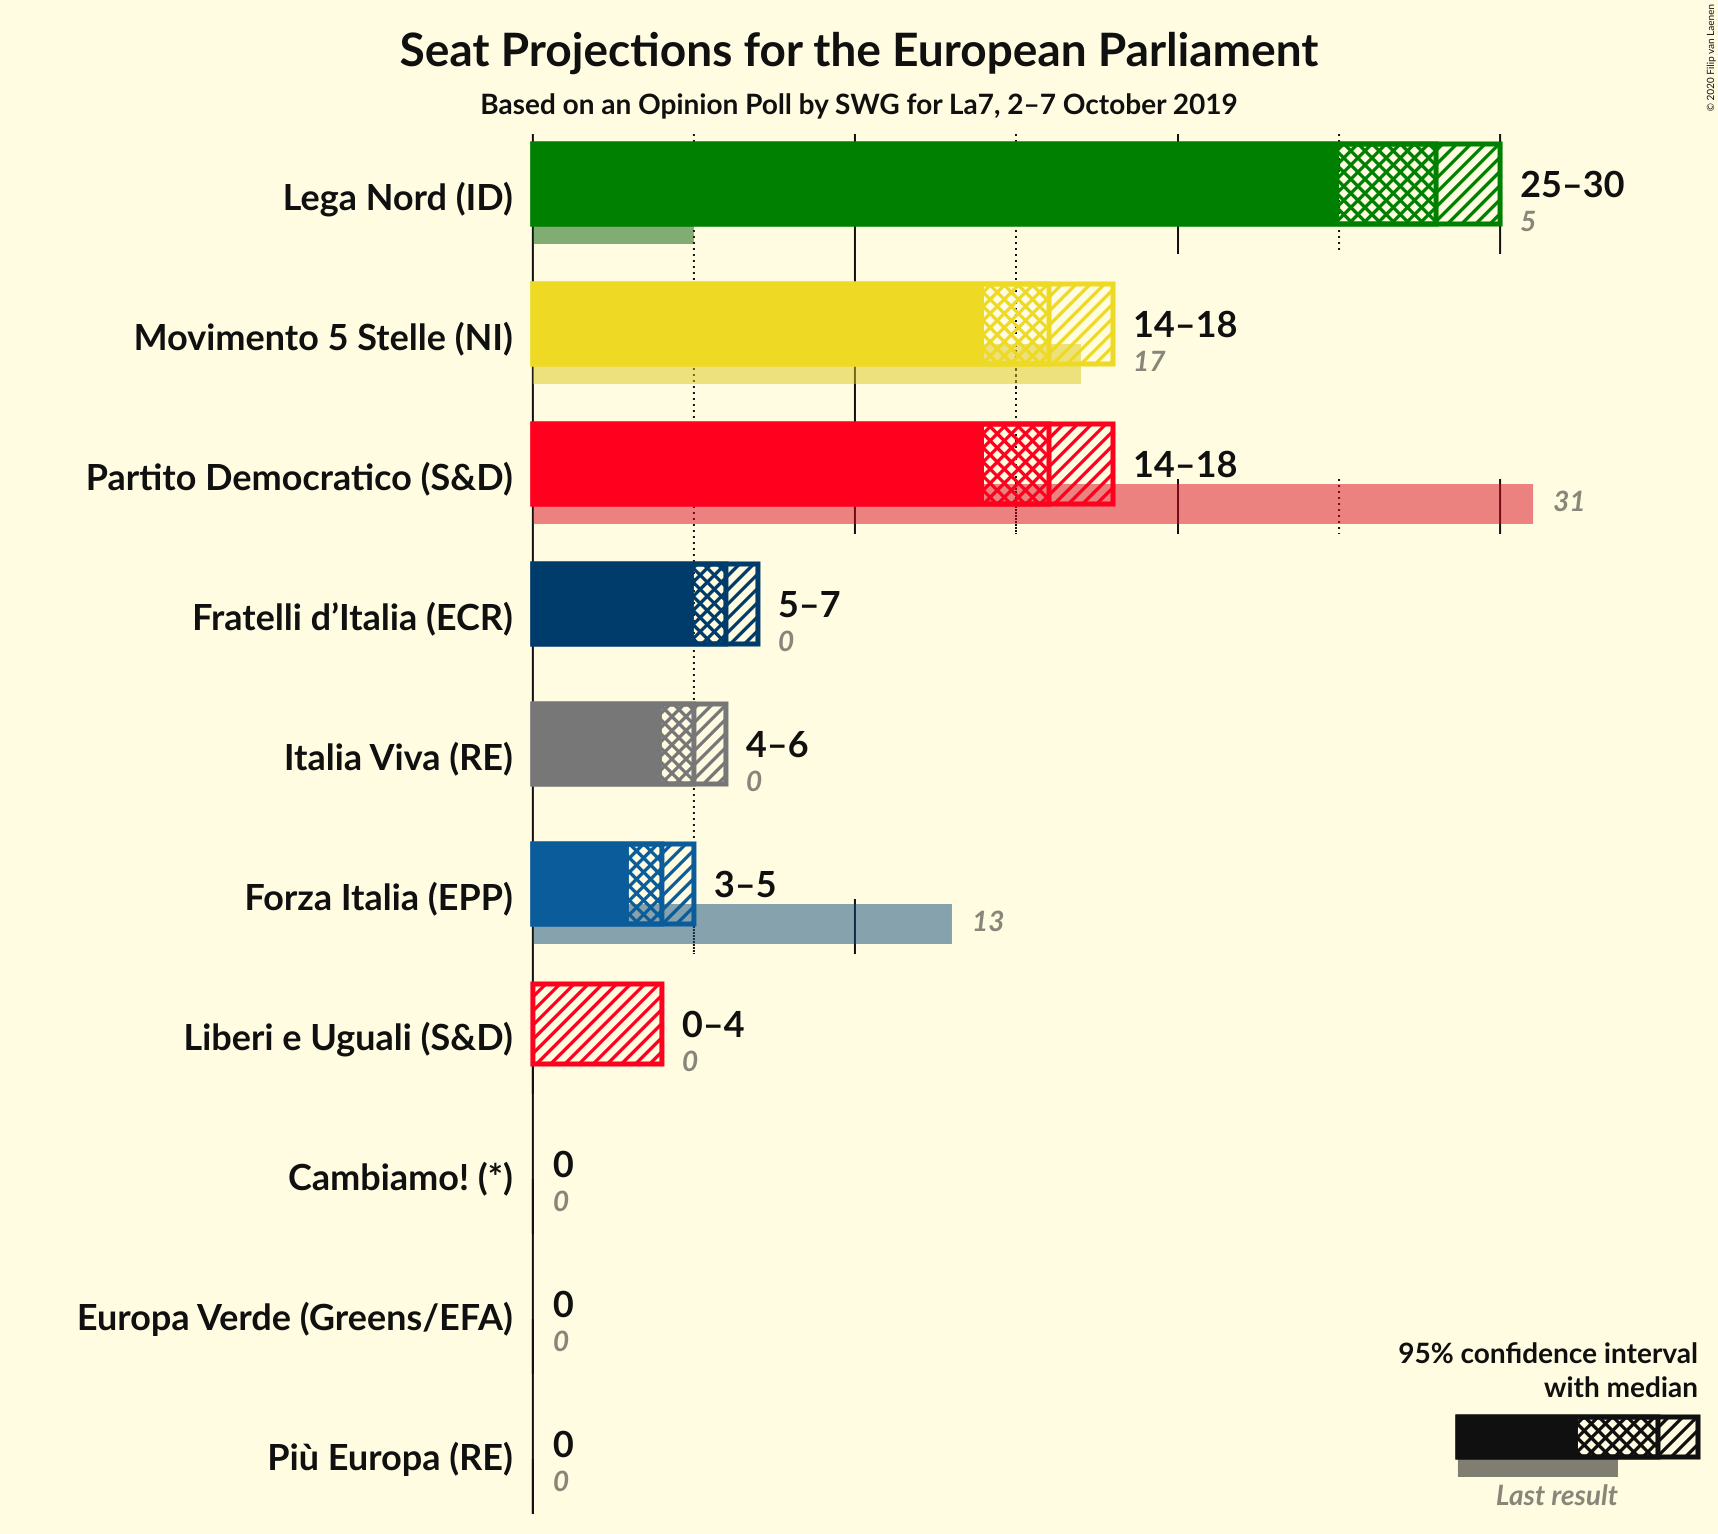 Seat Projections for the European Parliament
Based on an Opinion Poll by SWG for La7, 2–7 October 2019
© 2020 Filip van Laenen
Lega Nord (ID)
25–30
5
Movimento 5 Stelle (NI)
14–18
17
Partito Democratico (S&D)
14–18
31
Fratelli d’Italia (ECR)
5–7
0
Italia Viva (RE)
4–6
0
Forza Italia (EPP)
3–5
13
Liberi e Uguali (S&D)
0–4
0
Cambiamo! (*)
0
0
Europa Verde (Greens/EFA)
0
0
Più Europa (RE)
0
0
95% confidence interval
with median
Last result